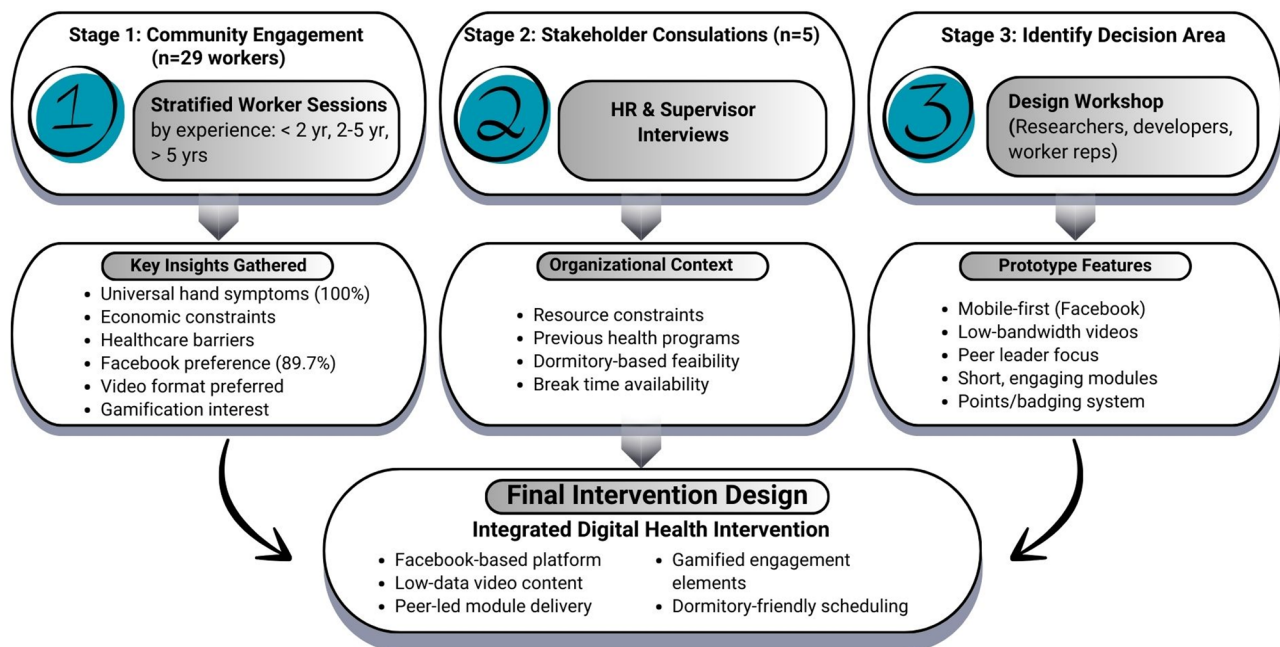 Stage 1: Community Engagement
(n=29 workers)
1
Stratified Worker Sessions
by experience: < 2 yr, 2-5 yr,
> 5 yrs
Key Insights Gathered
• Universal hand symptoms (100%)
• Economic constraints
• Healthcare barriers
• Facebook preference (89.7%)
• Video format preferred
• Gamification interest
Stage 2: Stakeholder Consulations (n=5)
2
HR & Supervisor
Interviews
Organizational Context
• Resource constraints
• Previous health programs
• Dormitory-based feaibility
• Break time availability
Stage 3: Identify Decision Area
3
Design Workshop
(Researchers, developers,
worker reps)
Prototype Features
• Mobile-first (Facebook)
• Low-bandwidth videos
• Peer leader focus
• Short, engaging modules
• Points/badging system
Final Intervention Design
Integrated Digital Health Intervention
• Facebook-based platform
• Low-data video content
• Peer-led module delivery
• Gamified engagement
elements
• Dormitory-friendly scheduling